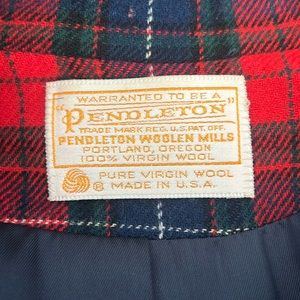 WARRANTED TO BE A
"PENDLETON"
TRADE MARK REG. U.S. PAT. OFF.
PENDLETON WOOLEN MILLS
PORTLAND, OREGON
100% VIRGIN WOOL
PURE VIRGIN WOOL
® MADE IN U.S.A.